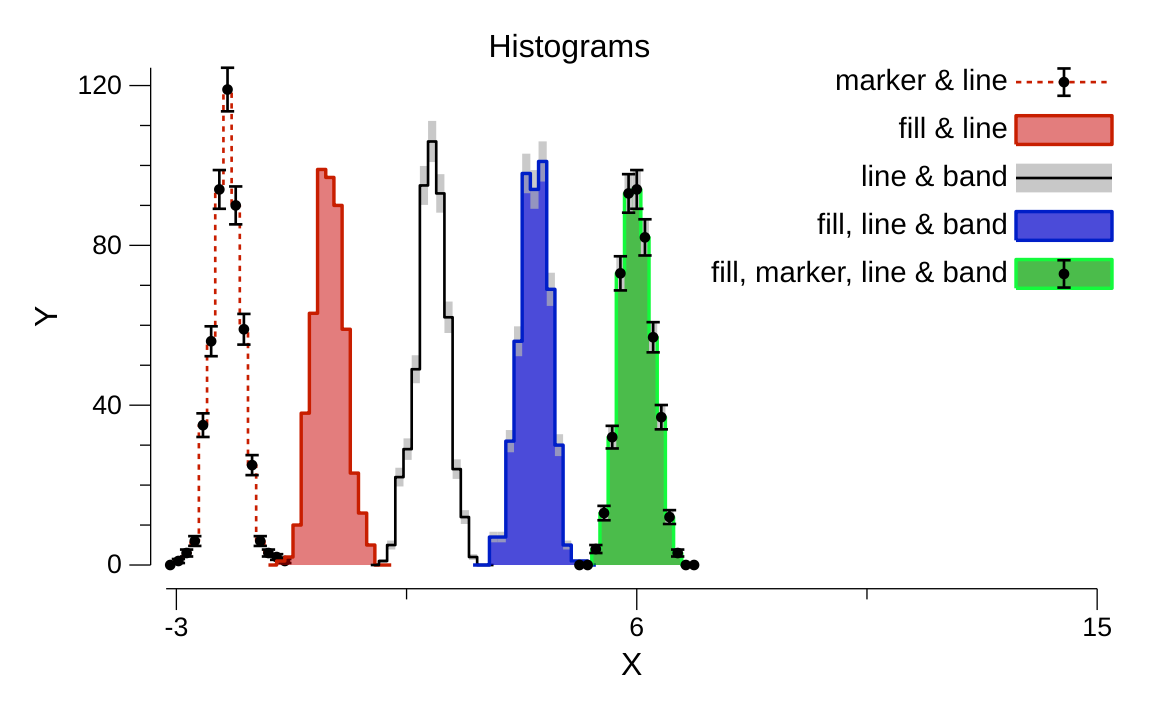 Histograms
marker & line
fill & line
line & band
fill, line & band
fill, marker, line & band
120
80
40
0
Y
-3
6
15
X